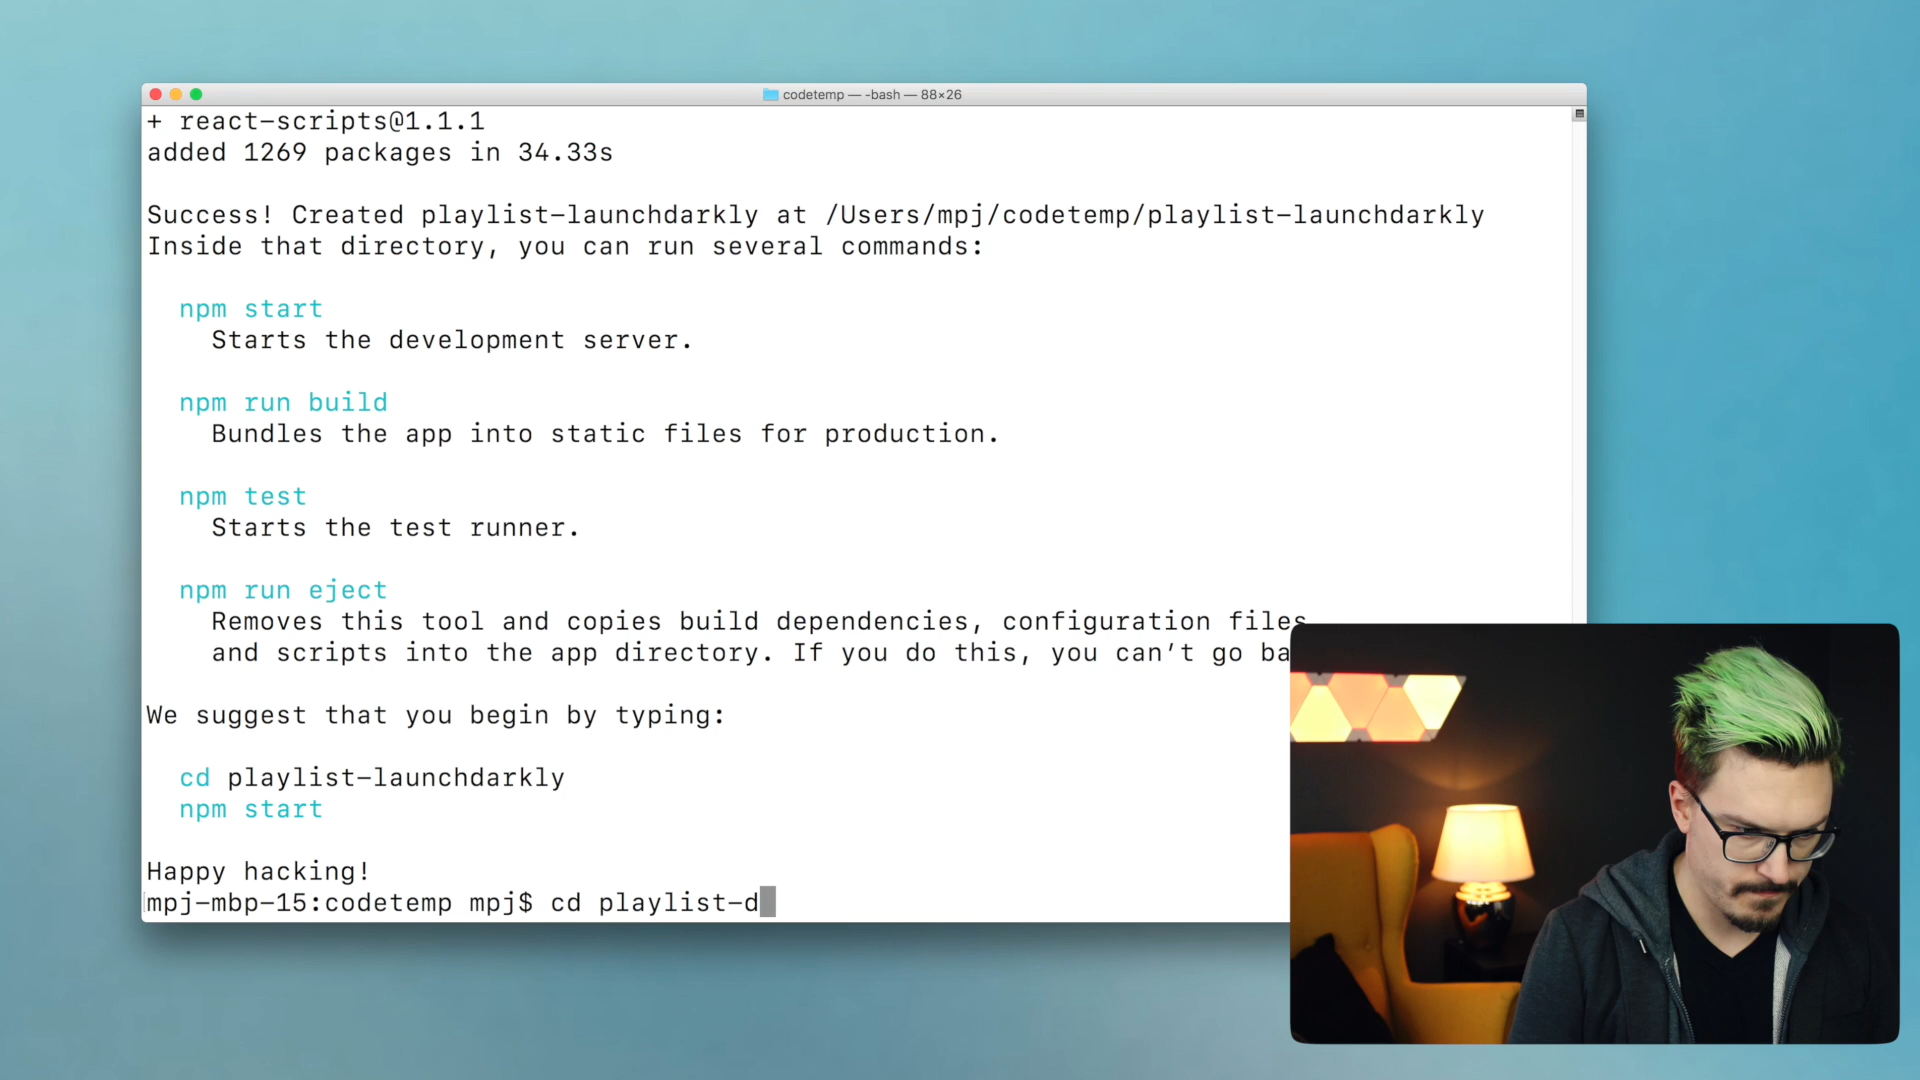 codetemp — -bash — 88×26
+ react-scripts@1.1.1
added 1269 packages in 34.33s
Success! Created playlist-launchdarkly at /Users/mpj/codetemp/playlist-launchdarkly
Inside that directory, you can run several commands:
npm start
Starts the development server.
npm run build
Bundles the app into static files for production.
npm test
Starts the test runner.
npm run eject
Removes this tool and copies build dependencies, configuration files
and scripts into the app directory. If you do this, you can’t go ba
We suggest that you begin by typing:
cd playlist-launchdarkly
npm start
Happy hacking!
mpj-mbp-15:codetemp mpj$ cd playlist-d